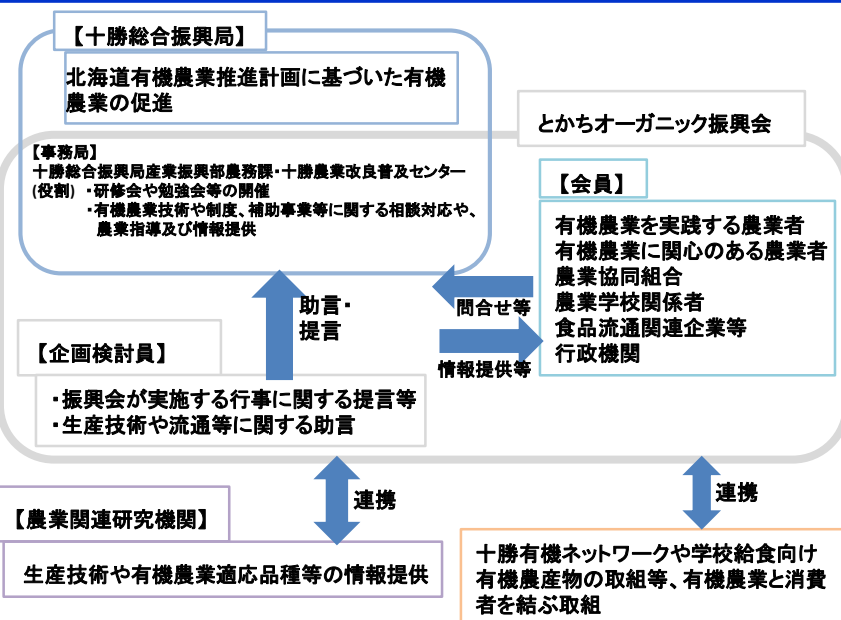 【十勝総合振興局】
北海道有機農業推進計画に基づいた有機
農業の促進
とかちオーガニック振興会
【事務局】
十勝総合振興局産業振興部農務課・十勝農業改良普及センター
(役割) ・研修会や勉強会等の開催
・有機農業技術や制度、補助事業等に関する相談対応や、
農業指導及び情報提供
【会員】
有機農業を実践する農業者
有機農業に関心のある農業者
農業協同組合
農業学校関係者
食品流通関連企業等
行政機関
助言・
提言
問合せ等
情報提供等
【企画検討員】
・振興会が実施する行事に関する提言等
・生産技術や流通等に関する助言
連携
連携
【農業関連研究機関】
生産技術や有機農業適応品種等の情報提供
十勝有機ネットワークや学校給食向け
有機農産物の取組等、有機農業と消費
者を結ぶ取組